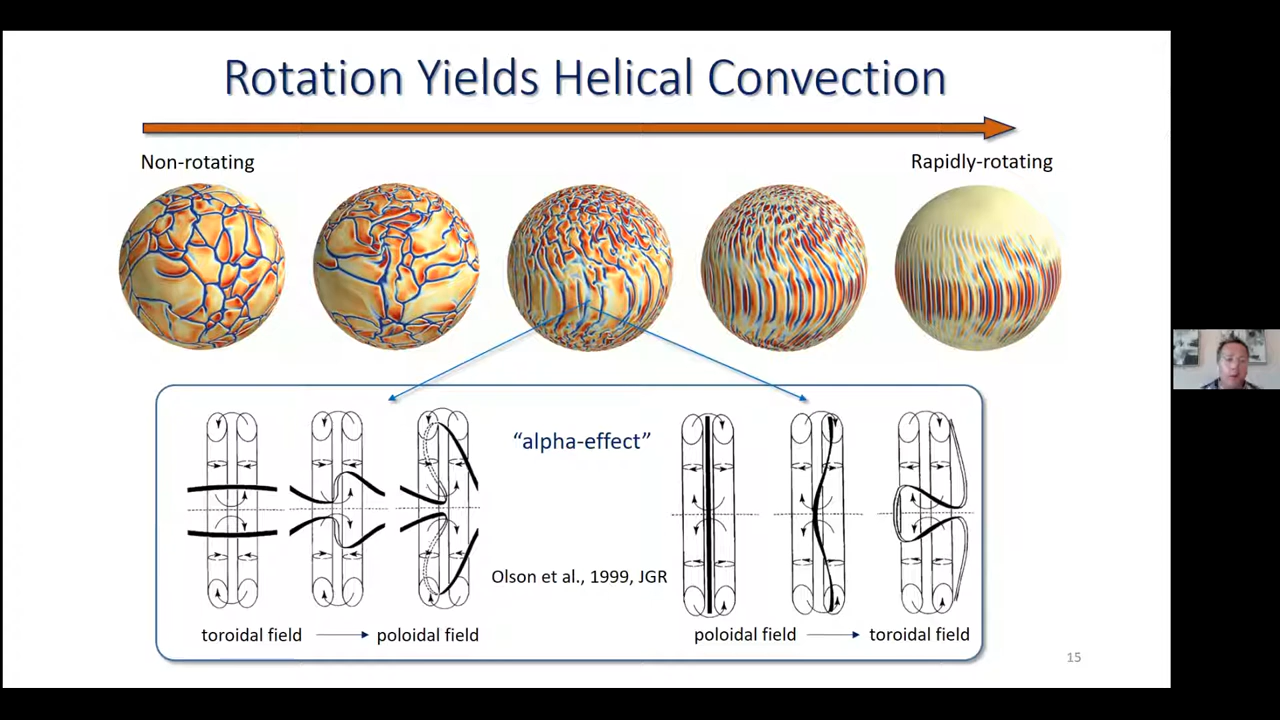 Rotation Yields Helical Convection
Non-rotating
Rapidly-rotating
“alpha-effect”
Olson et al., 1999, JGR
toroidal field
poloidal field
poloidal field
toroidal field
15